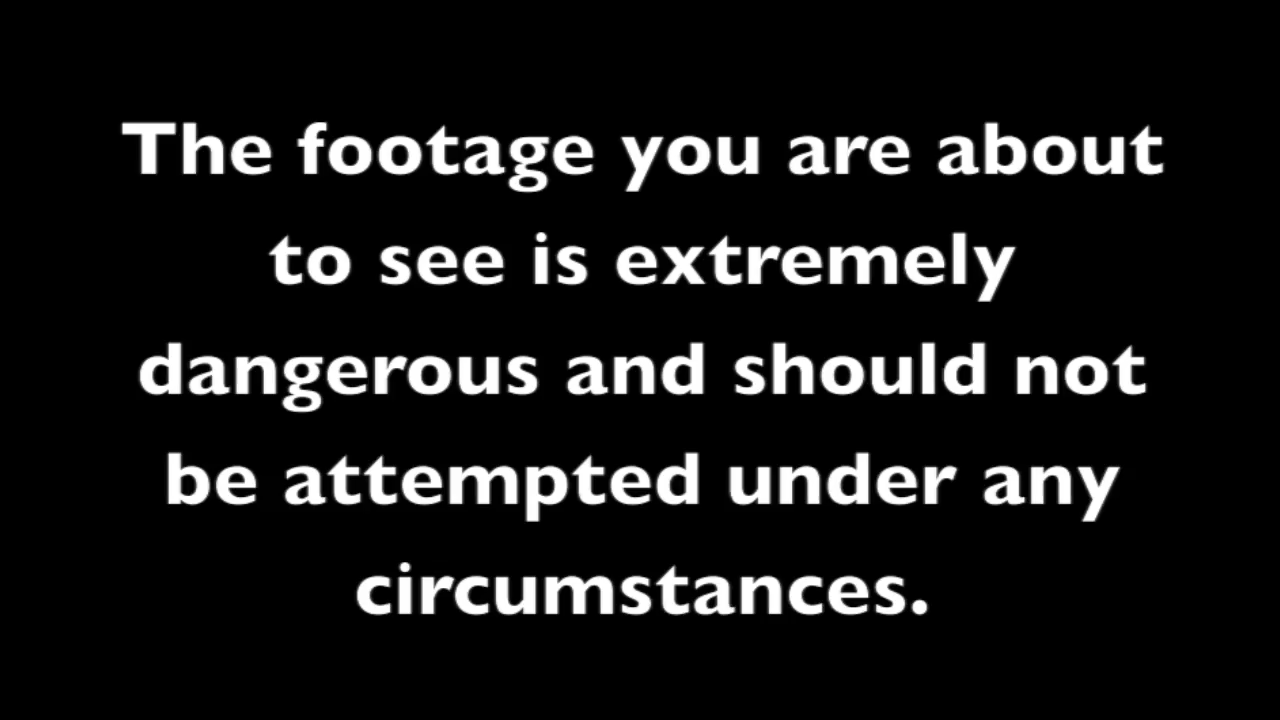 The footage you are about
to see is extremely
dangerous and should not
be attempted under any
circumstances.